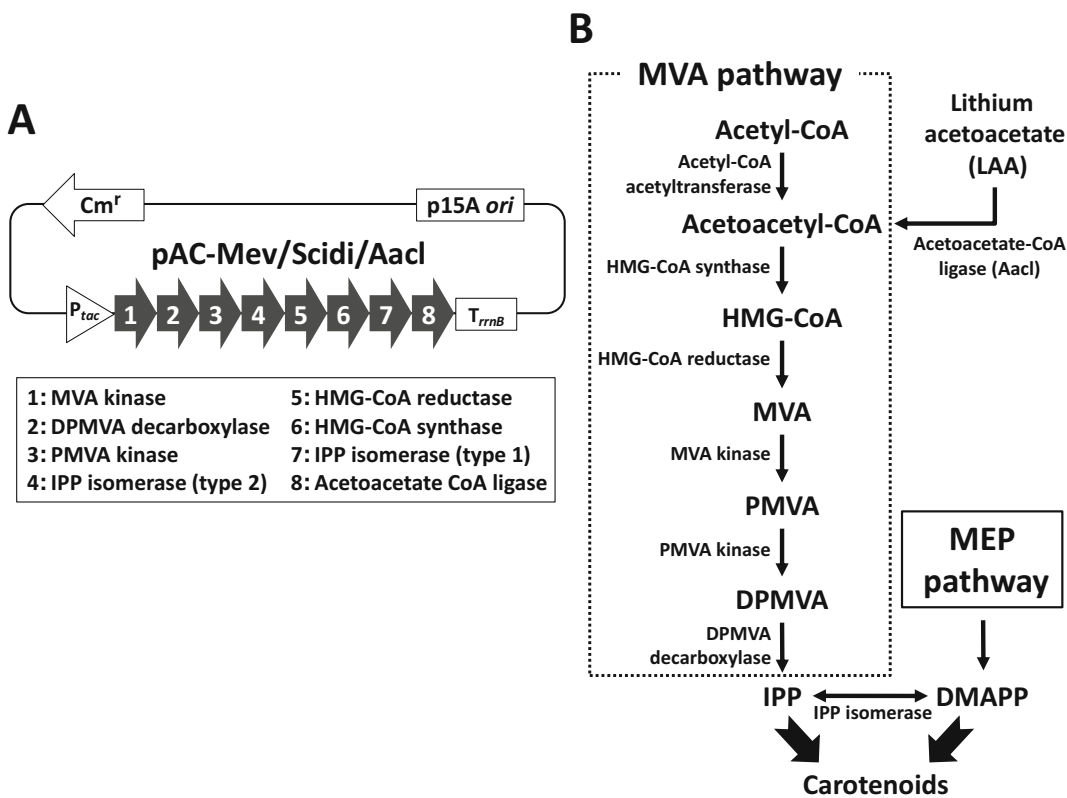 A
Cmʳ
p15A ori
pAC-Mev/Scidi/Aacl
Ptac
1
2
3
4
5
6
7
8
TrrnB
1: MVA kinase
2: DPMVA decarboxylase
3: PMVA kinase
4: IPP isomerase (type 2)
5: HMG-CoA reductase
6: HMG-CoA synthase
7: IPP isomerase (type 1)
8: Acetoacetate CoA ligase
B
MVA pathway
Acetyl-CoA
Acetyl-CoA
acetyltransferase
Acetoacetyl-CoA
Lithium
acetoacetate
(LAA)
Acetoacetate-CoA
ligase (Aacl)
HMG-CoA synthase
HMG-CoA
HMG-CoA reductase
MVA
MVA kinase
PMVA
PMVA kinase
DPMVA
DPMVA
decarboxylase
MEP
pathway
IPP
IPP isomerase
DMAPP
Carotenoids